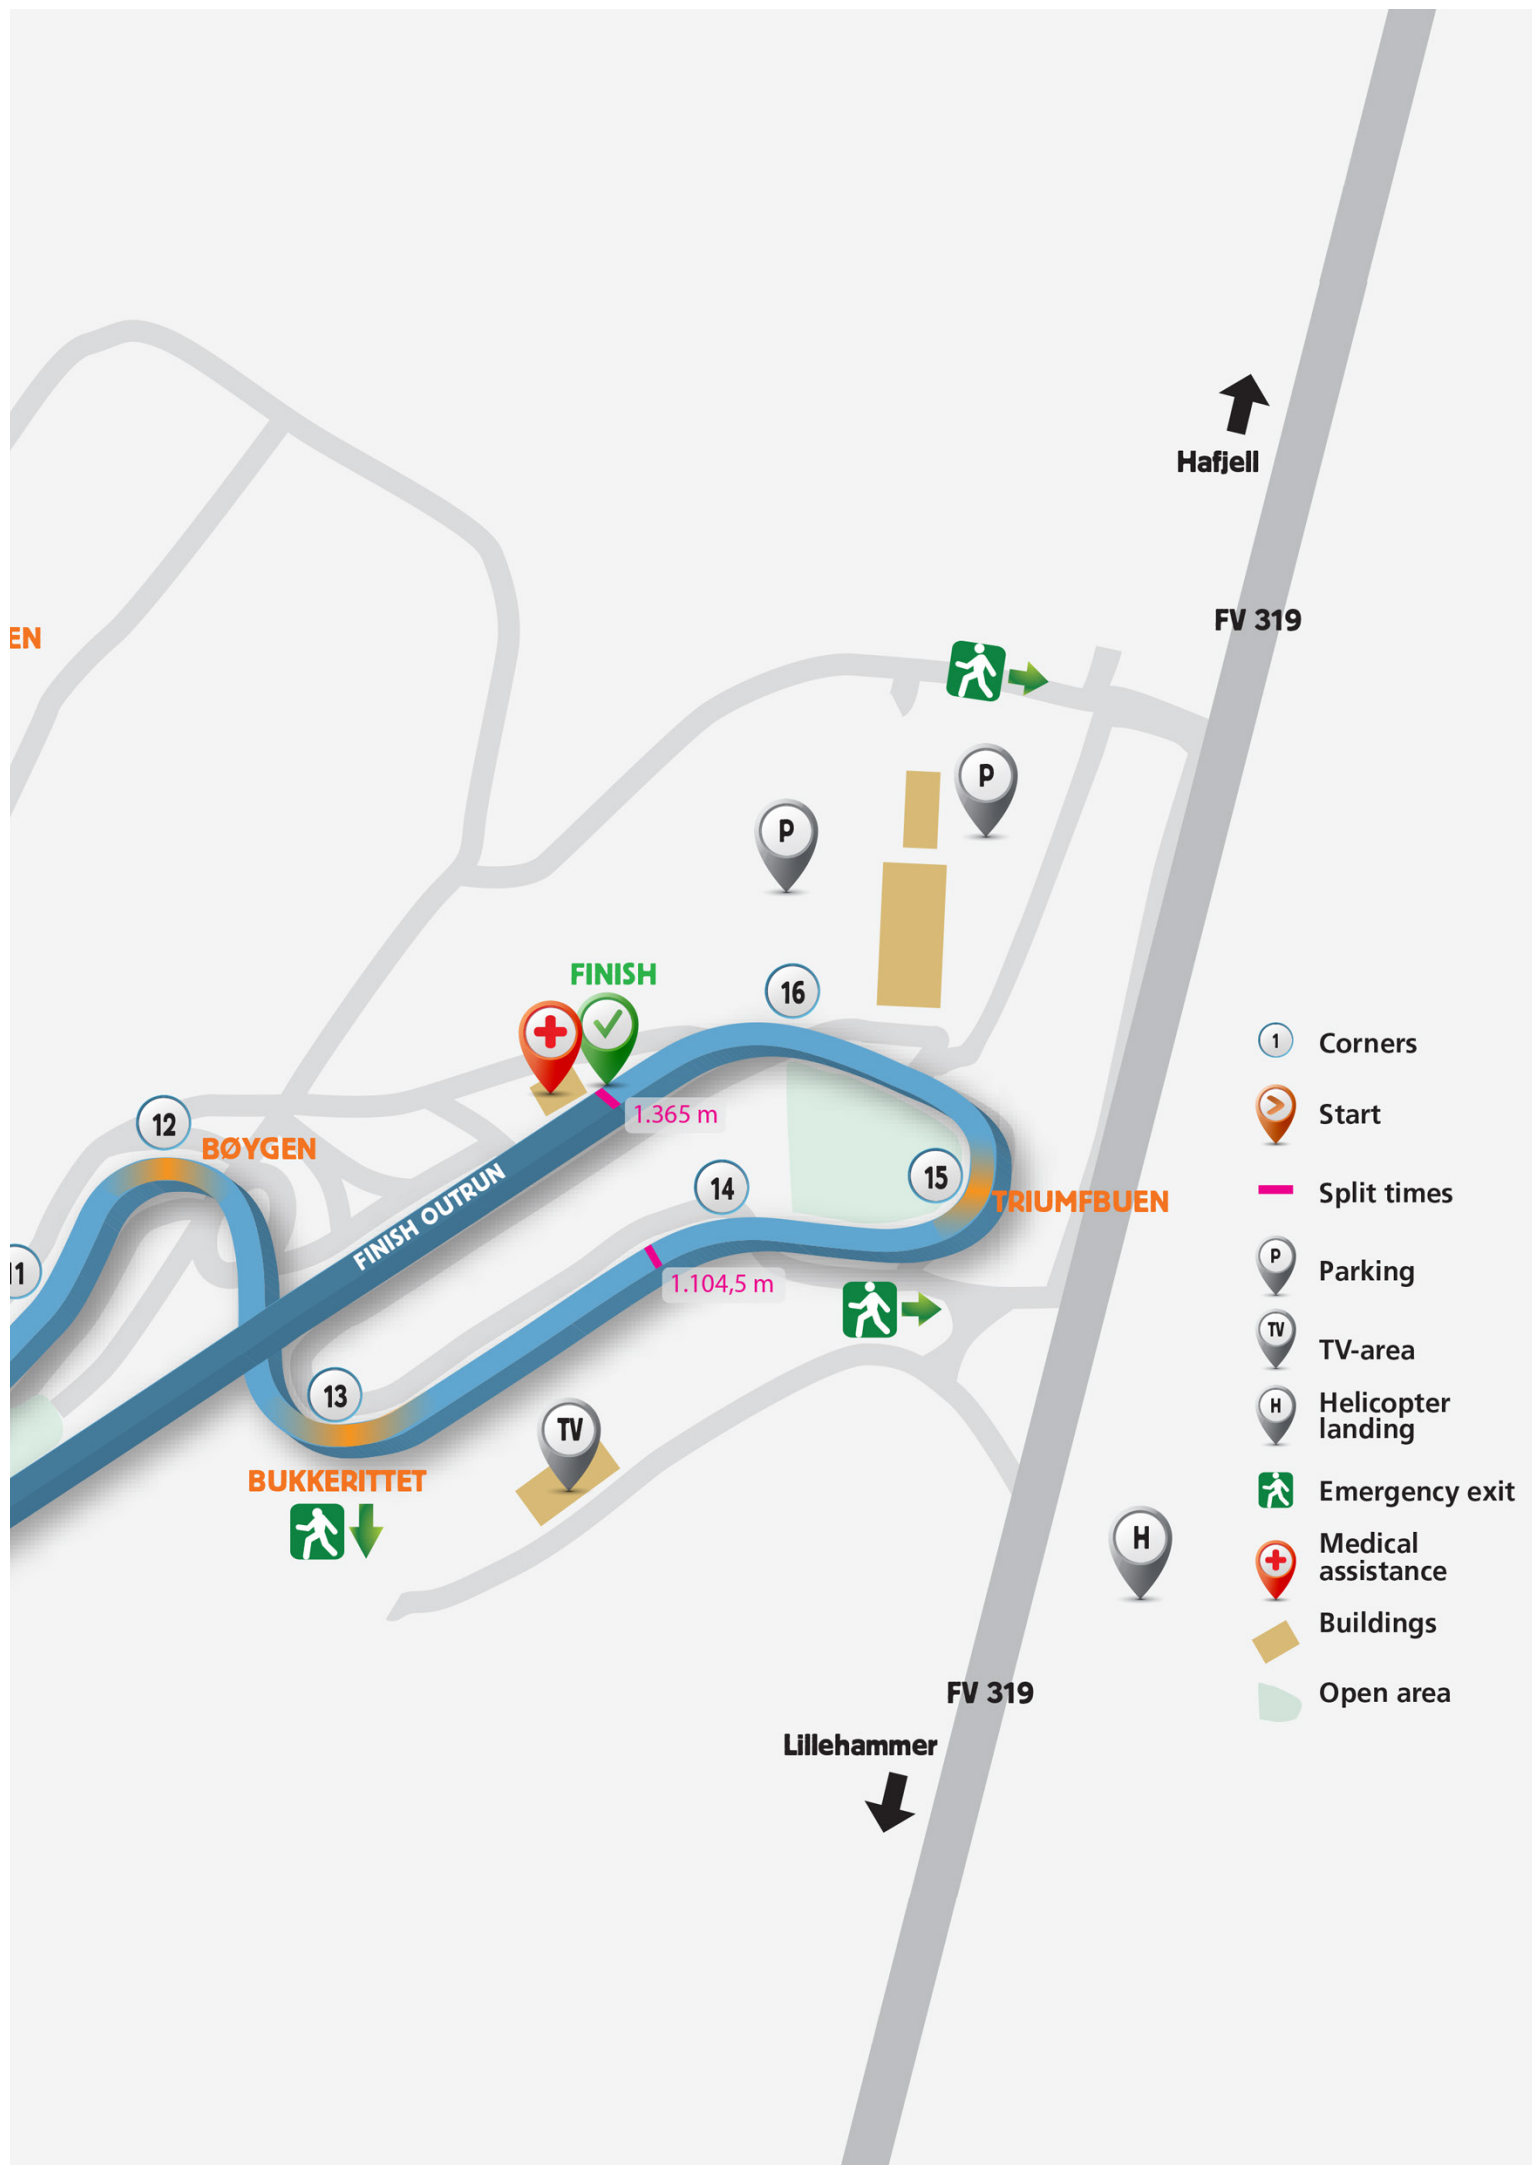 Hafjell
FV 319
EN
P
P
FINISH
16
1.365 m
12
BØYGEN
14
15
TRIUMFBUEN
FINISH OUTRUN
11
1.104,5 m
13
TV
BUKKERITTET
H
FV 319
Lillehammer
1 Corners
Start
Split times
P Parking
TV TV-area
H Helicopter
landing
Emergency exit
Medical
assistance
Buildings
Open area